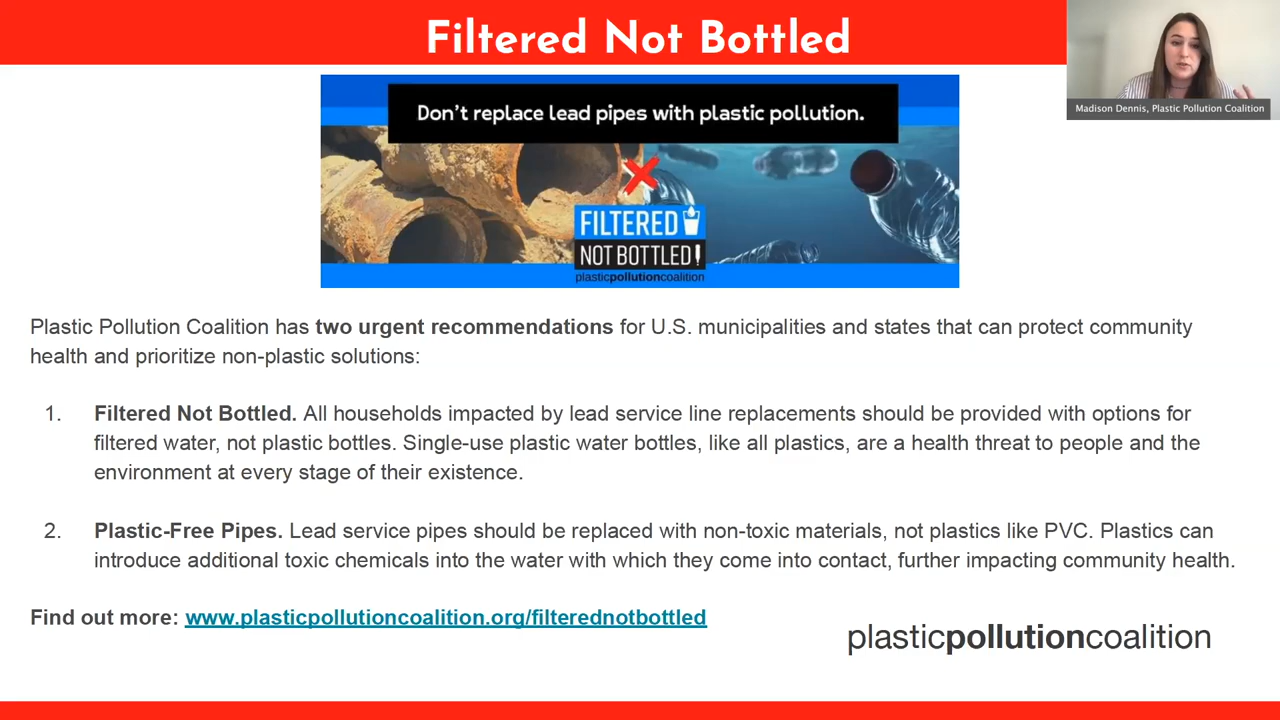 Filtered Not Bottled
Madison Dennis, Plastic Pollution Coalition
Don't replace lead pipes with plastic pollution.
FILTERED
NOT BOTTLED
plasticpollutioncoalition
Plastic Pollution Coalition has two urgent recommendations for U.S. municipalities and states that can protect community
health and prioritize non-plastic solutions:
1. Filtered Not Bottled. All households impacted by lead service line replacements should be provided with options for
filtered water, not plastic bottles. Single-use plastic water bottles, like all plastics, are a health threat to people and the
environment at every stage of their existence.
2. Plastic-Free Pipes. Lead service pipes should be replaced with non-toxic materials, not plastics like PVC. Plastics can
introduce additional toxic chemicals into the water with which they come into contact, further impacting community health.
Find out more: www.plasticpollutioncoalition.org/filterednotbottled
plasticpollutioncoalition